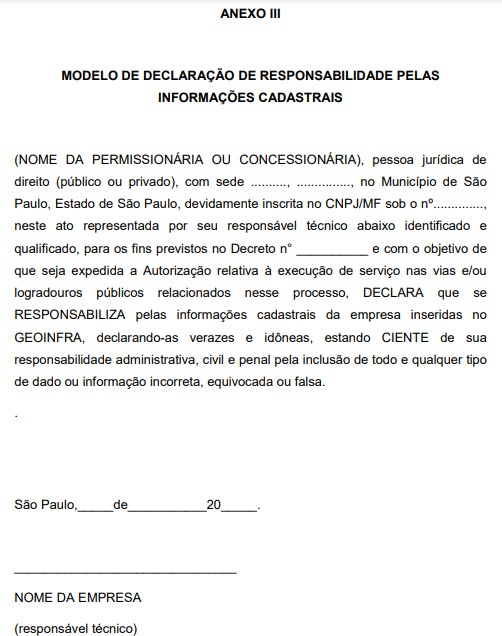 ANEXO III
MODELO DE DECLARAÇÃO DE RESPONSABILIDADE PELAS
INFORMAÇÕES CADASTRAIS
(NOME DA PERMISSIONÁRIA OU CONCESSIONÁRIA), pessoa jurídica de
direito (público ou privado), com sede .........., ..............., no Município de São
Paulo, Estado de São Paulo, devidamente inscrita no CNPJ/MF sob o nº..............,
neste ato representada por seu responsável técnico abaixo identificado e
qualificado, para os fins previstos no Decreto n° __________ e com o objetivo de
que seja expedida a Autorização relativa à execução de serviço nas vias e/ou
logradouros públicos relacionados nesse processo, DECLARA que se
RESPONSABILIZA pelas informações cadastrais da empresa inseridas no
GEOINFRA, declarando-as verazes e idôneas, estando CIENTE de sua
responsabilidade administrativa, civil e penal pela inclusão de todo e qualquer tipo
de dado ou informação incorreta, equivocada ou falsa.
.
São Paulo,_____de___________20_____.
_______________________________
NOME DA EMPRESA
(responsável técnico)